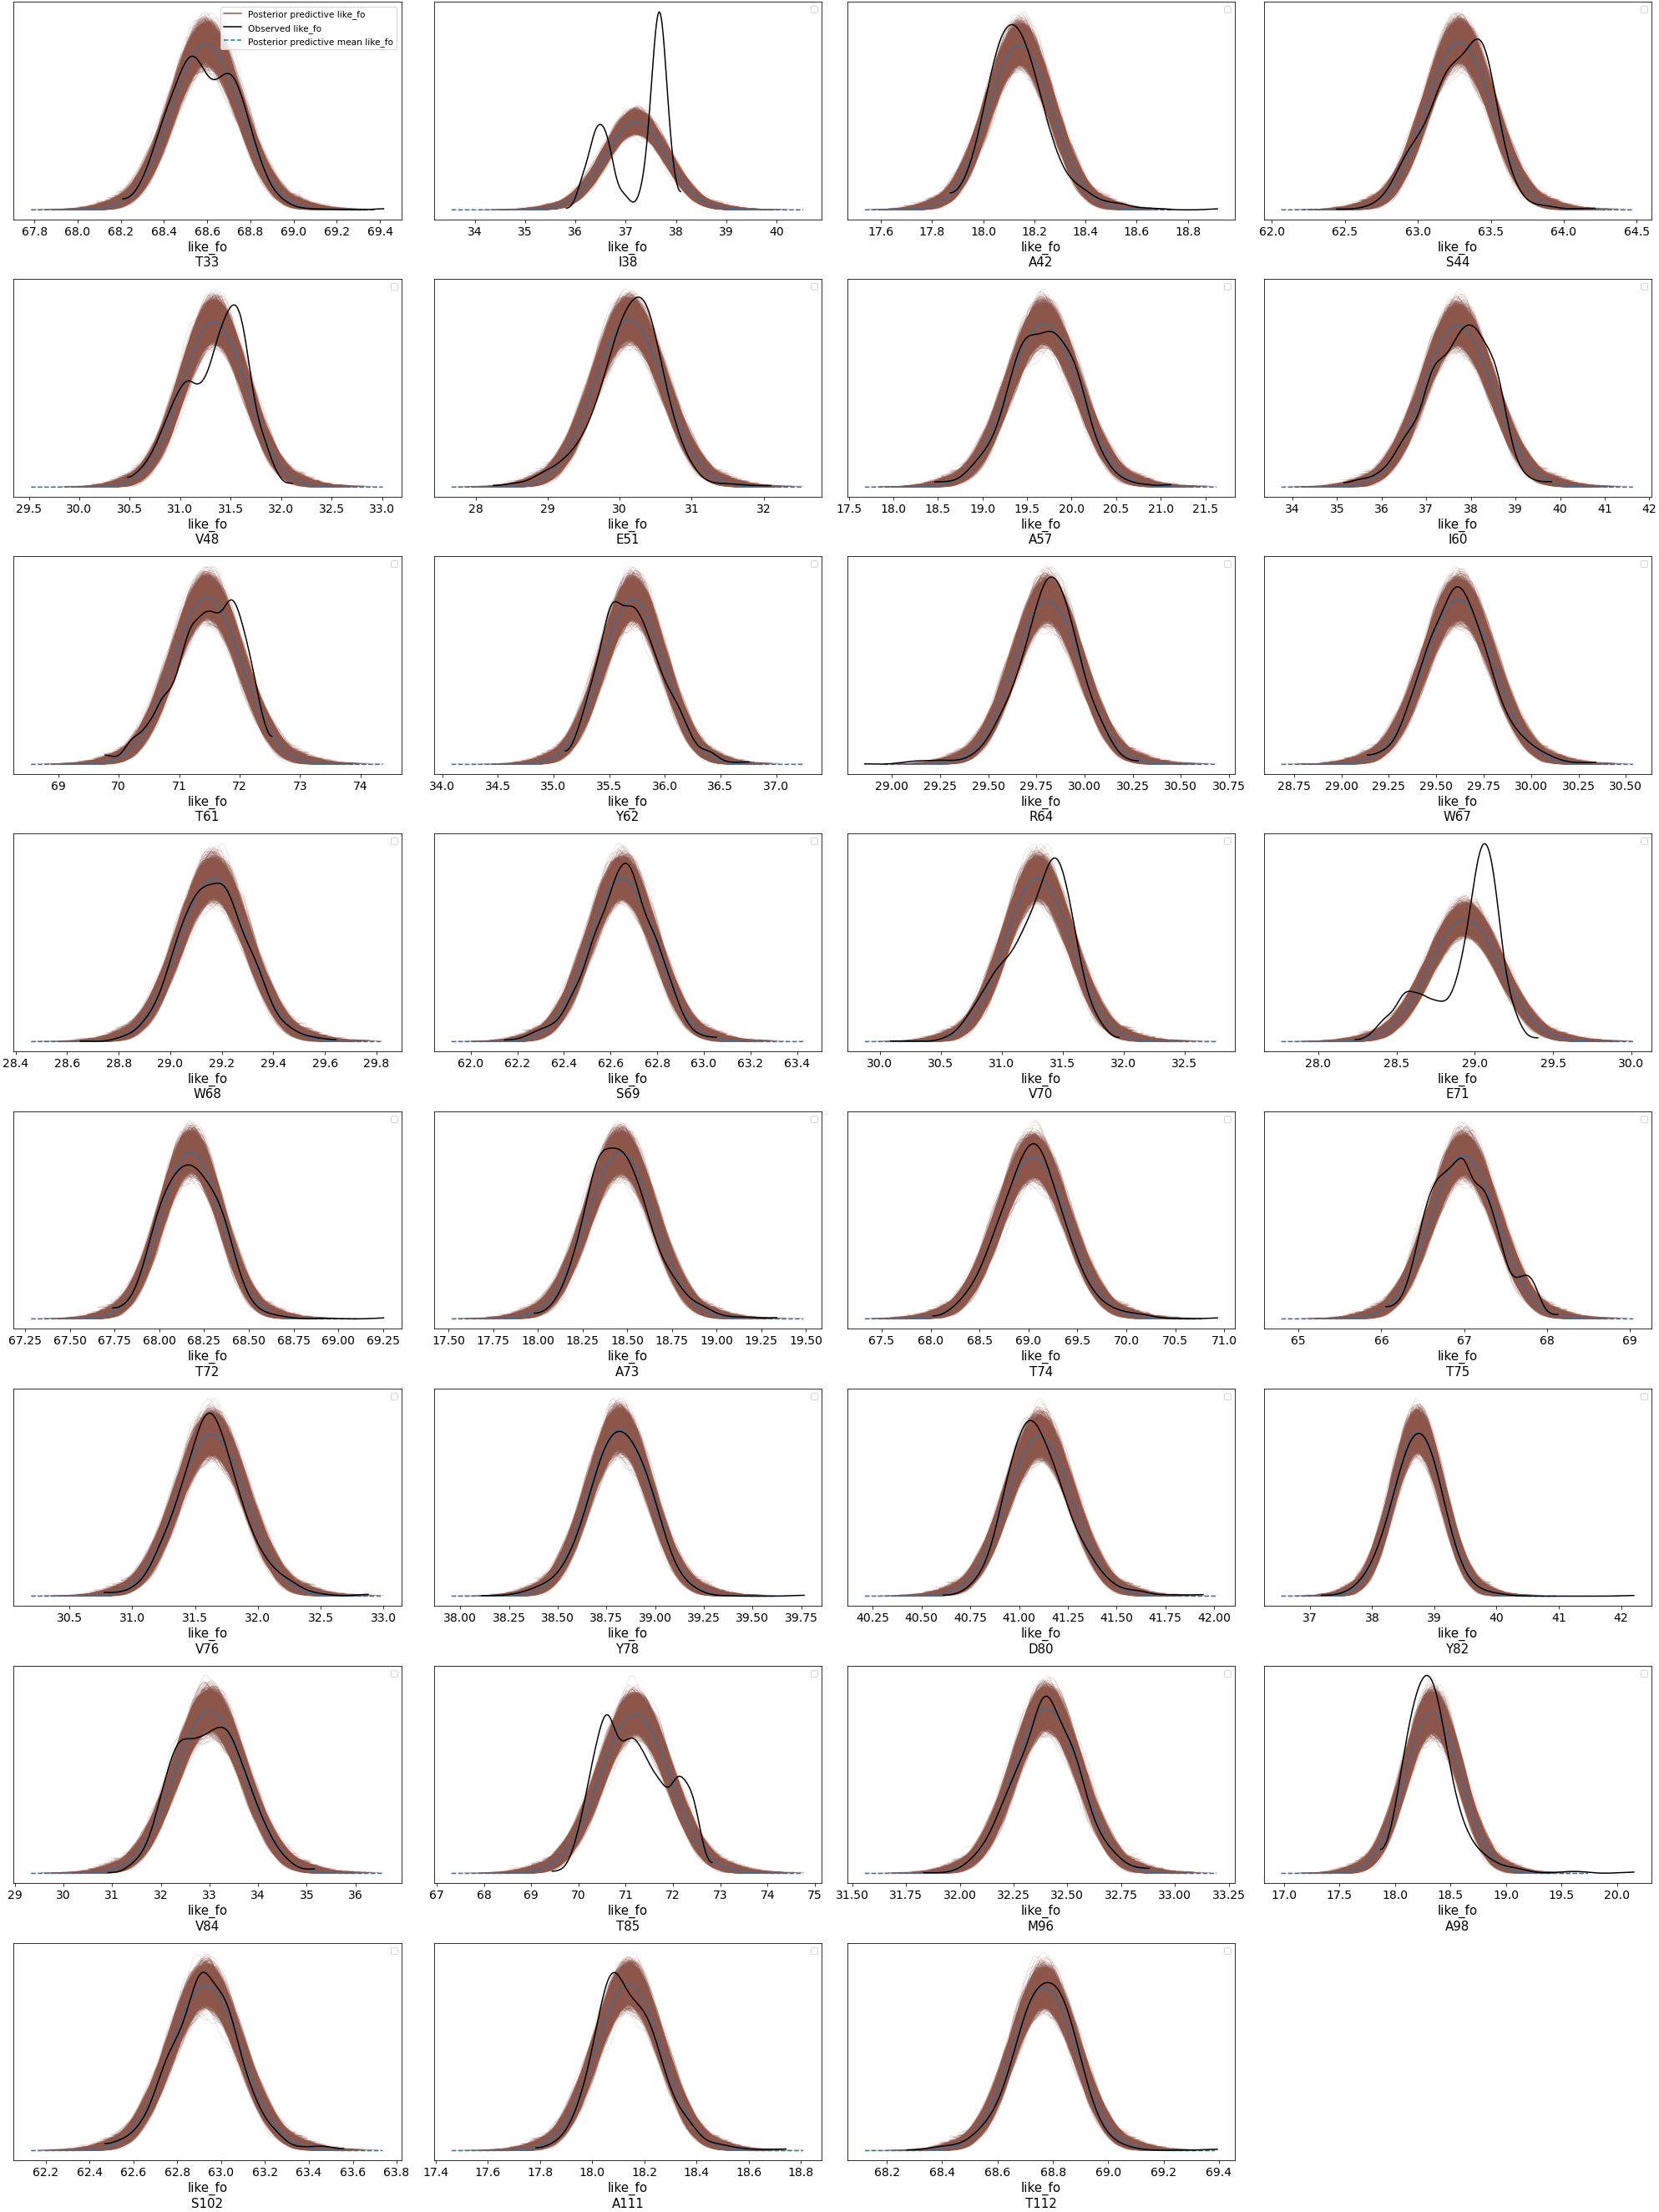 Posterior predictive like_fo
Observed like_fo
Posterior predictive mean like_fo
67.8 68.0 68.2 68.4 68.6 68.8 69.0 69.2 69.4
like_fo
T33
34 35 36 37 38 39 40
like_fo
I38
17.6 17.8 18.0 18.2 18.4 18.6 18.8
like_fo
A42
62.0 62.5 63.0 63.5 64.0 64.5
like_fo
S44
29.5 30.0 30.5 31.0 31.5 32.0 32.5 33.0
like_fo
V48
28 29 30 31 32
like_fo
E51
17.5 18.0 18.5 19.0 19.5 20.0 20.5 21.0 21.5
like_fo
A57
34 35 36 37 38 39 40 41 42
like_fo
I60
69 70 71 72 73 74
like_fo
T61
34.0 34.5 35.0 35.5 36.0 36.5 37.0
like_fo
Y62
29.00 29.25 29.50 29.75 30.00 30.25 30.50 30.75
like_fo
R64
28.75 29.00 29.25 29.50 29.75 30.00 30.25 30.50
like_fo
W67
28.4 28.6 28.8 29.0 29.2 29.4 29.6 29.8
like_fo
W68
62.0 62.2 62.4 62.6 62.8 63.0 63.2 63.4
like_fo
S69
30.0 30.5 31.0 31.5 32.0 32.5
like_fo
V70
28.0 28.5 29.0 29.5 30.0
like_fo
E71
67.25 67.50 67.75 68.00 68.25 68.50 68.75 69.00 69.25
like_fo
T72
17.50 17.75 18.00 18.25 18.50 18.75 19.00 19.25 19.50
like_fo
A73
67.5 68.0 68.5 69.0 69.5 70.0 70.5 71.0
like_fo
T74
65 66 67 68 69
like_fo
T75
30.5 31.0 31.5 32.0 32.5 33.0
like_fo
V76
38.00 38.25 38.50 38.75 39.00 39.25 39.50 39.75
like_fo
Y78
40.25 40.50 40.75 41.00 41.25 41.50 41.75 42.00
like_fo
D80
37 38 39 40 41 42
like_fo
Y82
29 30 31 32 33 34 35 36
like_fo
V84
67 68 69 70 71 72 73 74 75
like_fo
T85
31.50 31.75 32.00 32.25 32.50 32.75 33.00 33.25
like_fo
M96
17.0 17.5 18.0 18.5 19.0 19.5 20.0
like_fo
A98
62.2 62.4 62.6 62.8 63.0 63.2 63.4 63.6 63.8
like_fo
S102
17.4 17.6 17.8 18.0 18.2 18.4 18.6 18.8
like_fo
A111
68.2 68.4 68.6 68.8 69.0 69.2 69.4
like_fo
T112